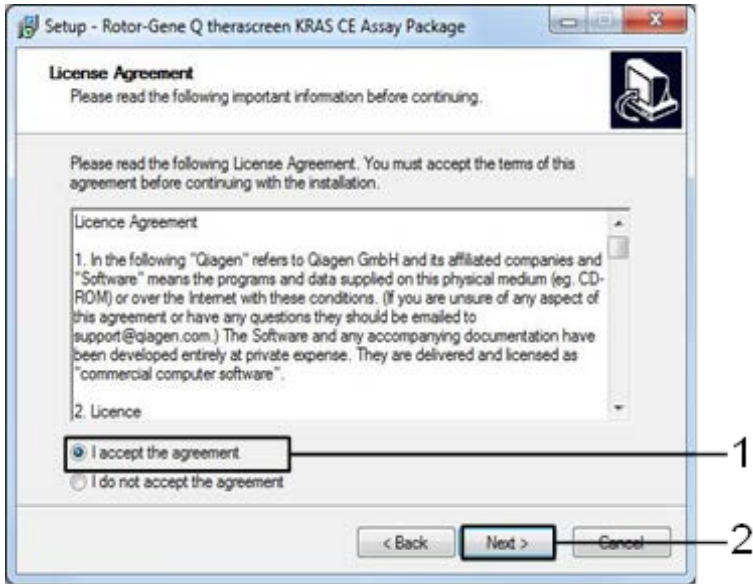 Setup - Rotor-Gene Q therascreen KRAS CE Assay Package
License Agreement
Please read the following important information before continuing.
Please read the following License Agreement. You must accept the terms of this
agreement before continuing with the installation.
Licence Agreement
1. In the following "Qiagen" refers to Qiagen GmbH and its affiliated companies and
"Software" means the programs and data supplied on this physical medium (eg. CD-
ROM) or over the Internet with these conditions. (If you are unsure of any aspect of
this agreement or have any questions they should be emailed to
support@qiagen.com.) The Software and any accompanying documentation have
been developed entirely at private expense. They are delivered and licensed as
"commercial computer software".
2. Licence
I accept the agreement
1
I do not accept the agreement
< Back
Next >
Cancel
2